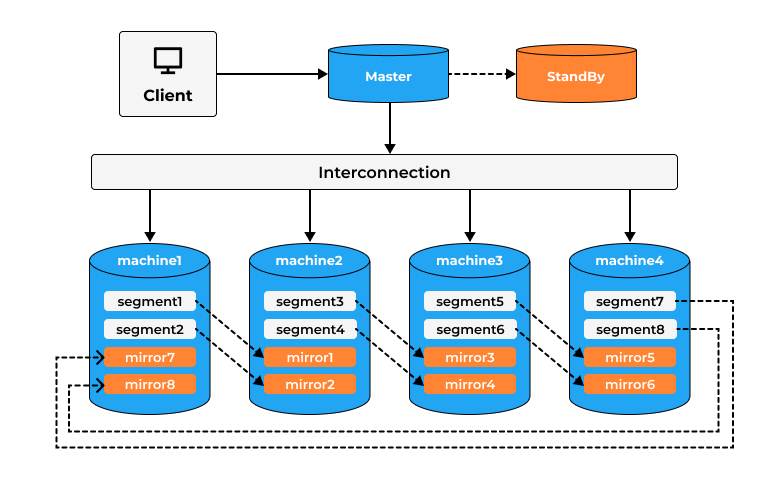 Client
Master
StandBy
Interconnection
machine1
segment1
segment2
mirror7
mirror8
machine2
segment3
segment4
mirror1
mirror2
machine3
segment5
segment6
mirror3
mirror4
machine4
segment7
segment8
mirror5
mirror6